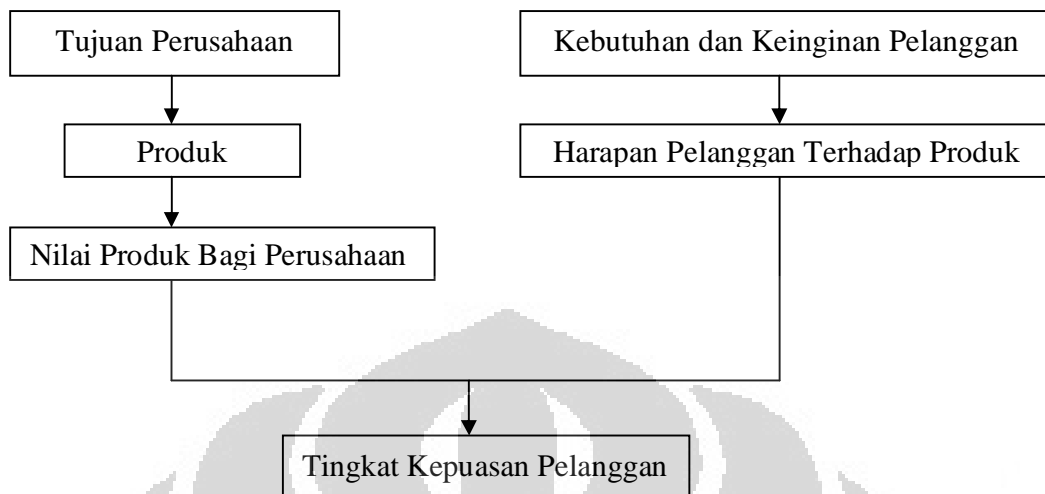 Tujuan Perusahaan
Kebutuhan dan Keinginan Pelanggan
Produk
Harapan Pelanggan Terhadap Produk
Nilai Produk Bagi Perusahaan
Tingkat Kepuasan Pelanggan